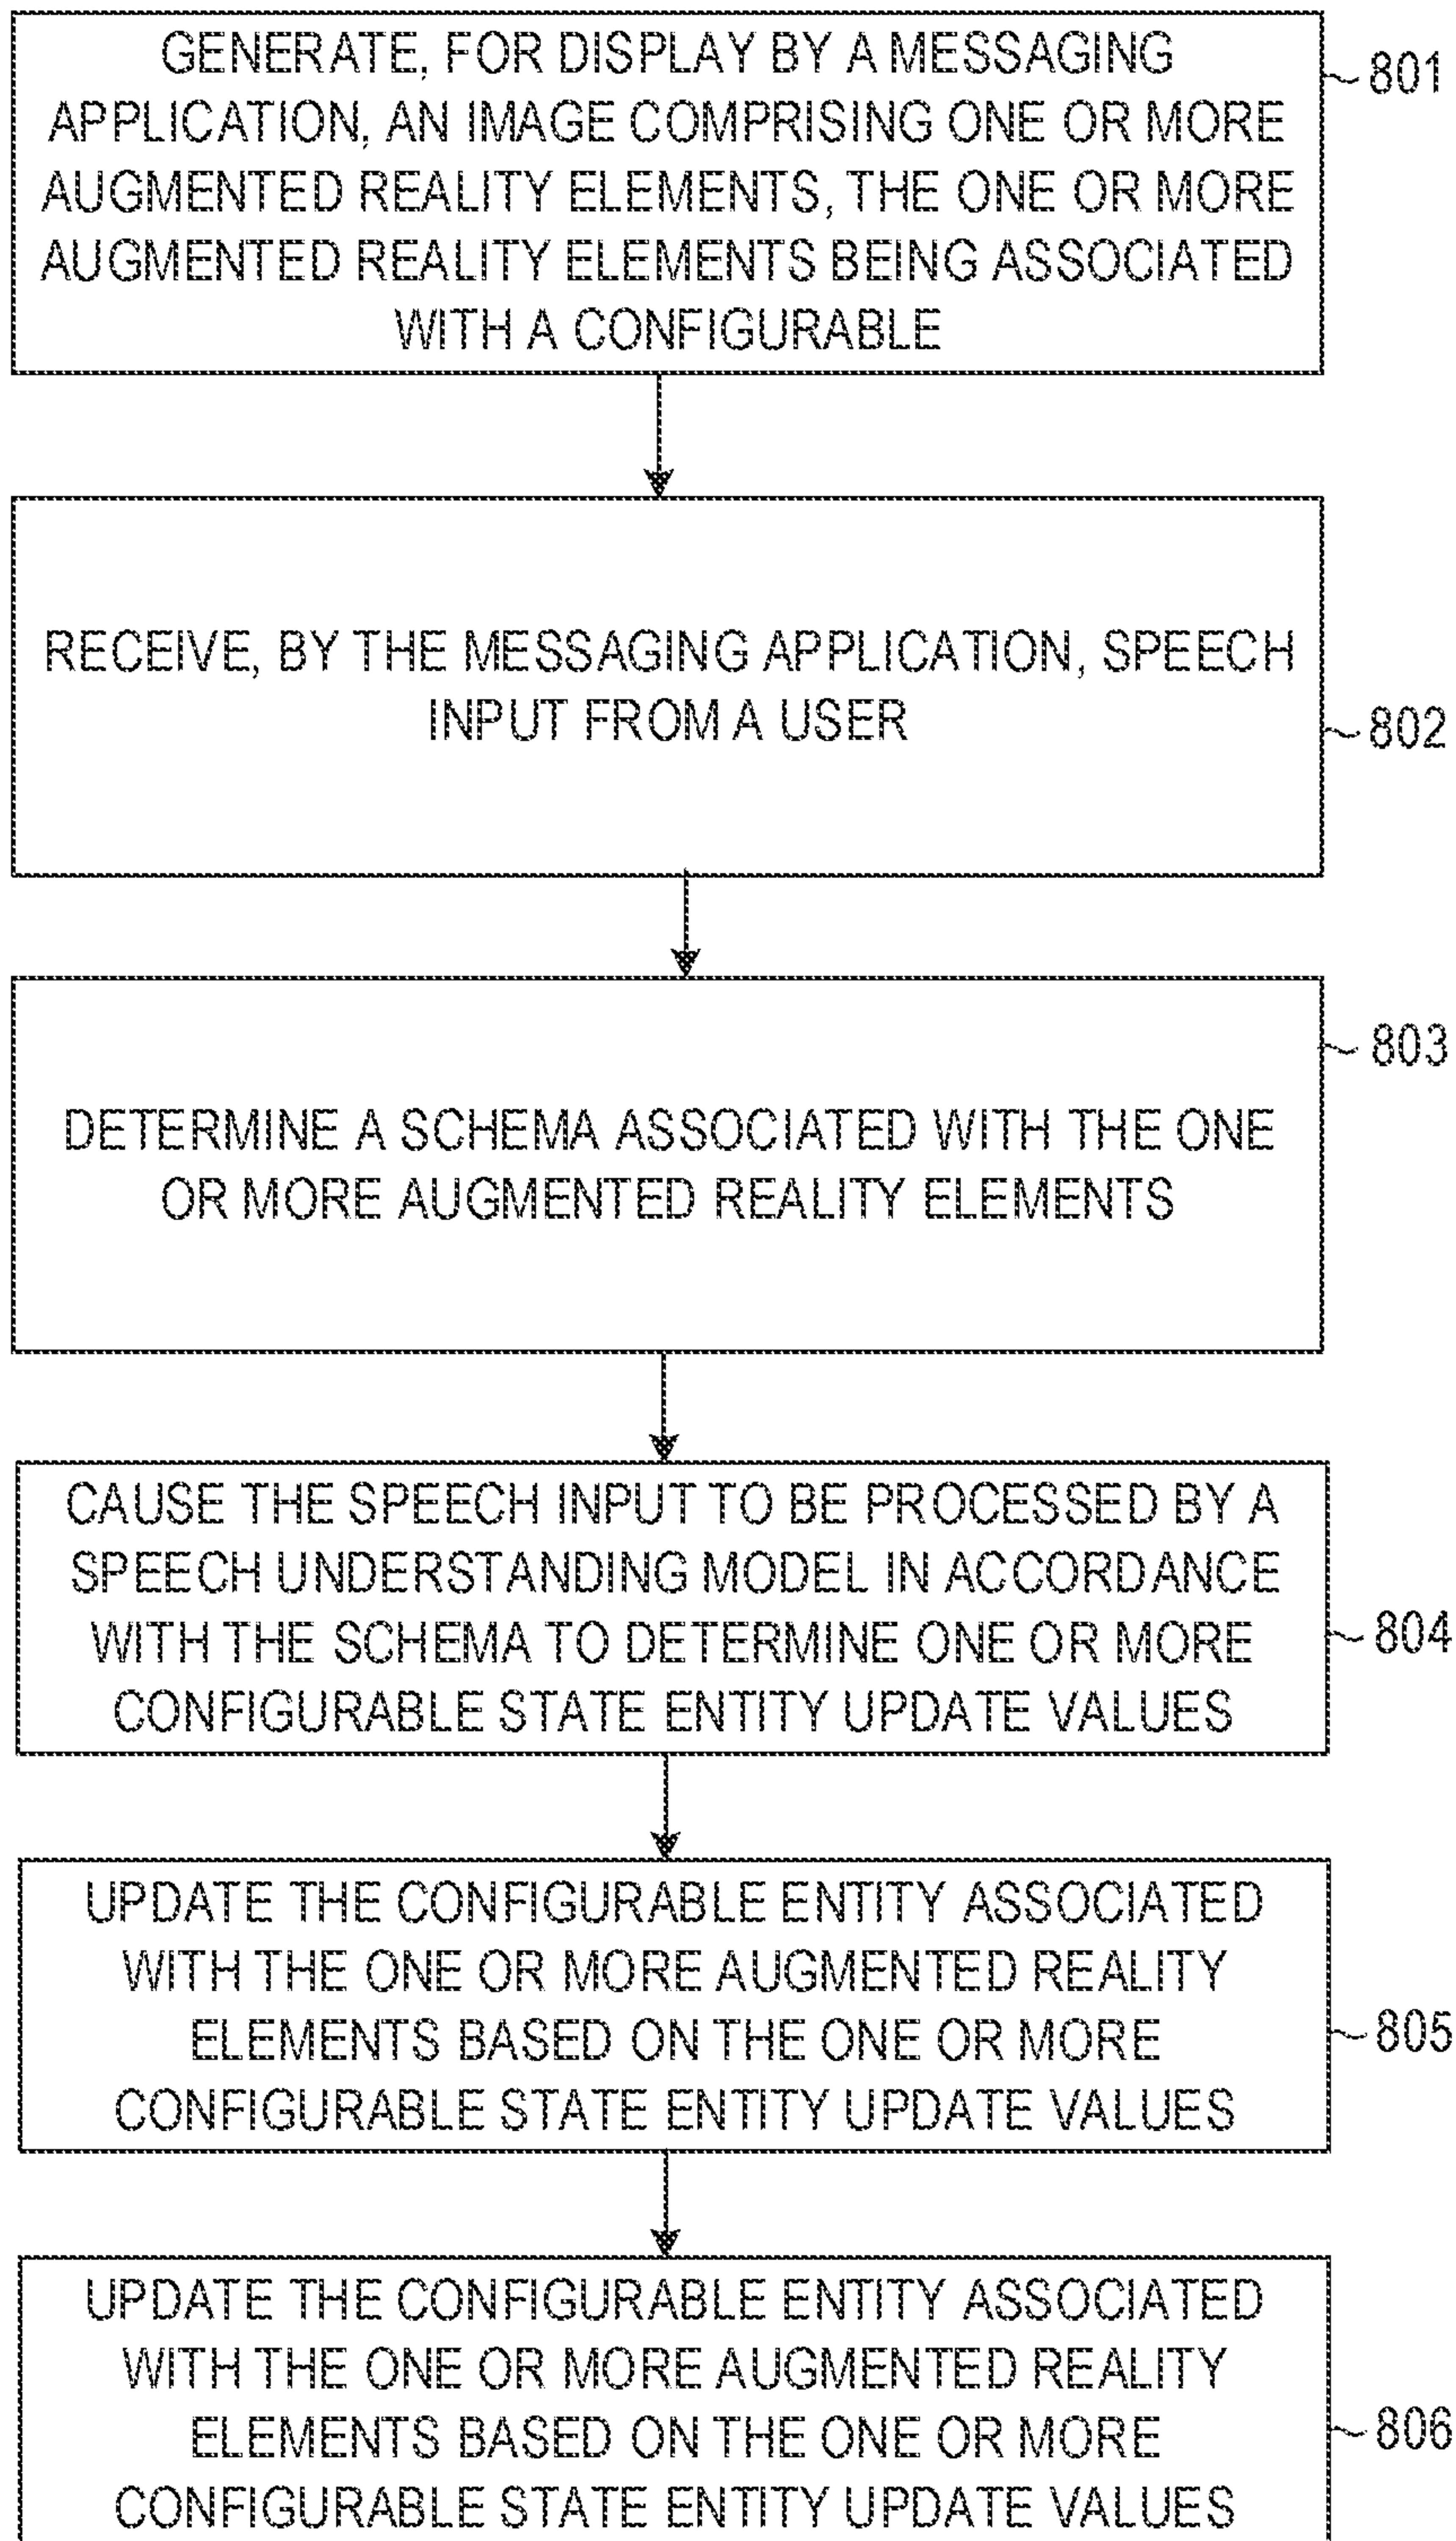 GENERATE, FOR DISPLAY BY A MESSAGING
APPLICATION, AN IMAGE COMPRISING ONE OR MORE
AUGMENTED REALITY ELEMENTS, THE ONE OR MORE
AUGMENTED REALITY ELEMENTS BEING ASSOCIATED
WITH A CONFIGURABLE
801
RECEIVE, BY THE MESSAGING APPLICATION, SPEECH
INPUT FROM A USER
802
DETERMINE A SCHEMA ASSOCIATED WITH THE ONE
OR MORE AUGMENTED REALITY ELEMENTS
803
CAUSE THE SPEECH INPUT TO BE PROCESSED BY A
SPEECH UNDERSTANDING MODEL IN ACCORDANCE
WITH THE SCHEMA TO DETERMINE ONE OR MORE
CONFIGURABLE STATE ENTITY UPDATE VALUES
804
UPDATE THE CONFIGURABLE ENTITY ASSOCIATED
WITH THE ONE OR MORE AUGMENTED REALITY
ELEMENTS BASED ON THE ONE OR MORE
CONFIGURABLE STATE ENTITY UPDATE VALUES
805
UPDATE THE CONFIGURABLE ENTITY ASSOCIATED
WITH THE ONE OR MORE AUGMENTED REALITY
ELEMENTS BASED ON THE ONE OR MORE
CONFIGURABLE STATE ENTITY UPDATE VALUES
806